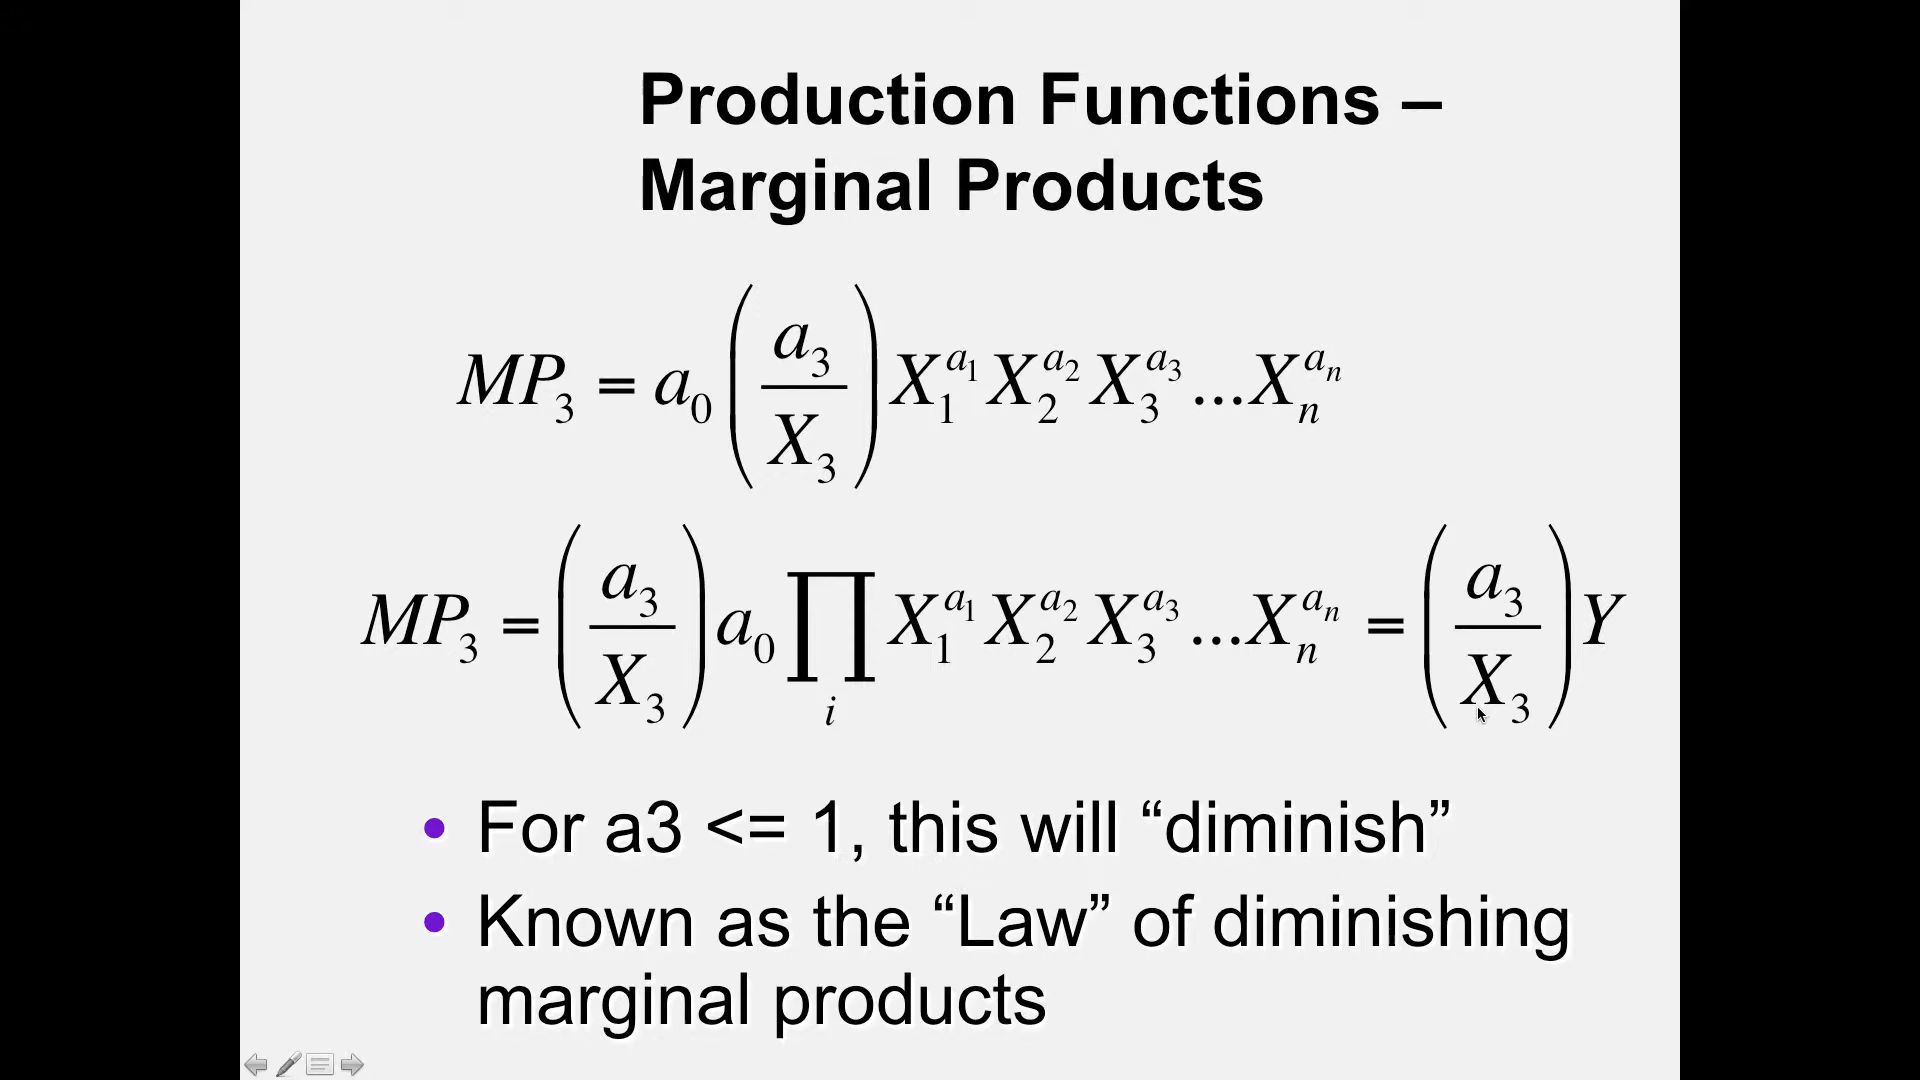 Production Functions –
Marginal Products
MP₃ = a₀ (a₃/X₃) X₁^{a₁} X₂^{a₂} X₃^{a₃} ... Xₙ^{aₙ}
MP₃ = (a₃/X₃) a₀ ∏_i X₁^{a₁} X₂^{a₂} X₃^{a₃} ... Xₙ^{aₙ} = (a₃/X₃) Y
• For a3 <= 1, this will “diminish”
• Known as the “Law” of diminishing
marginal products